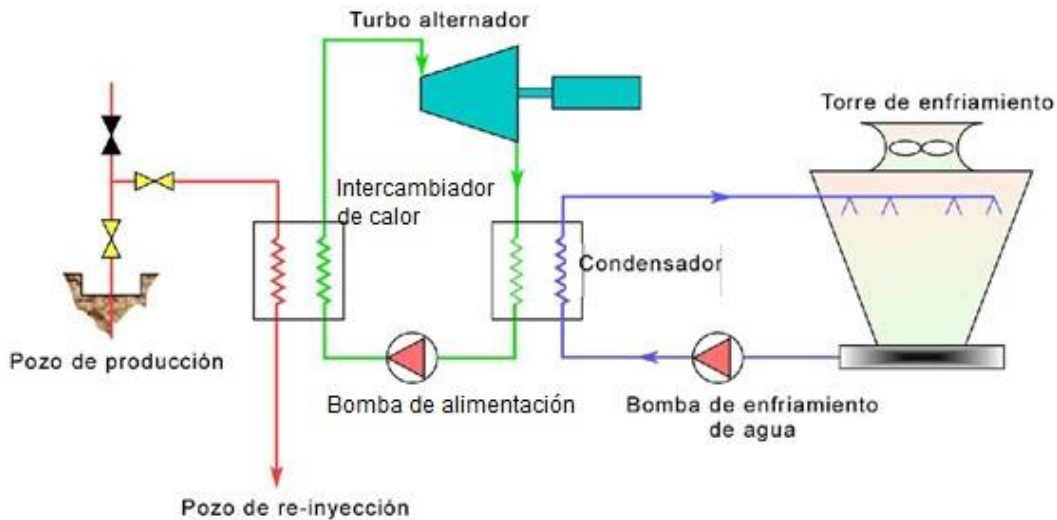 Turbo alternador
Torre de enfriamiento
Intercambiador
de calor
Condensador
Pozo de producción
Bomba de alimentación
Bomba de enfriamiento
de agua
Pozo de re-inyección